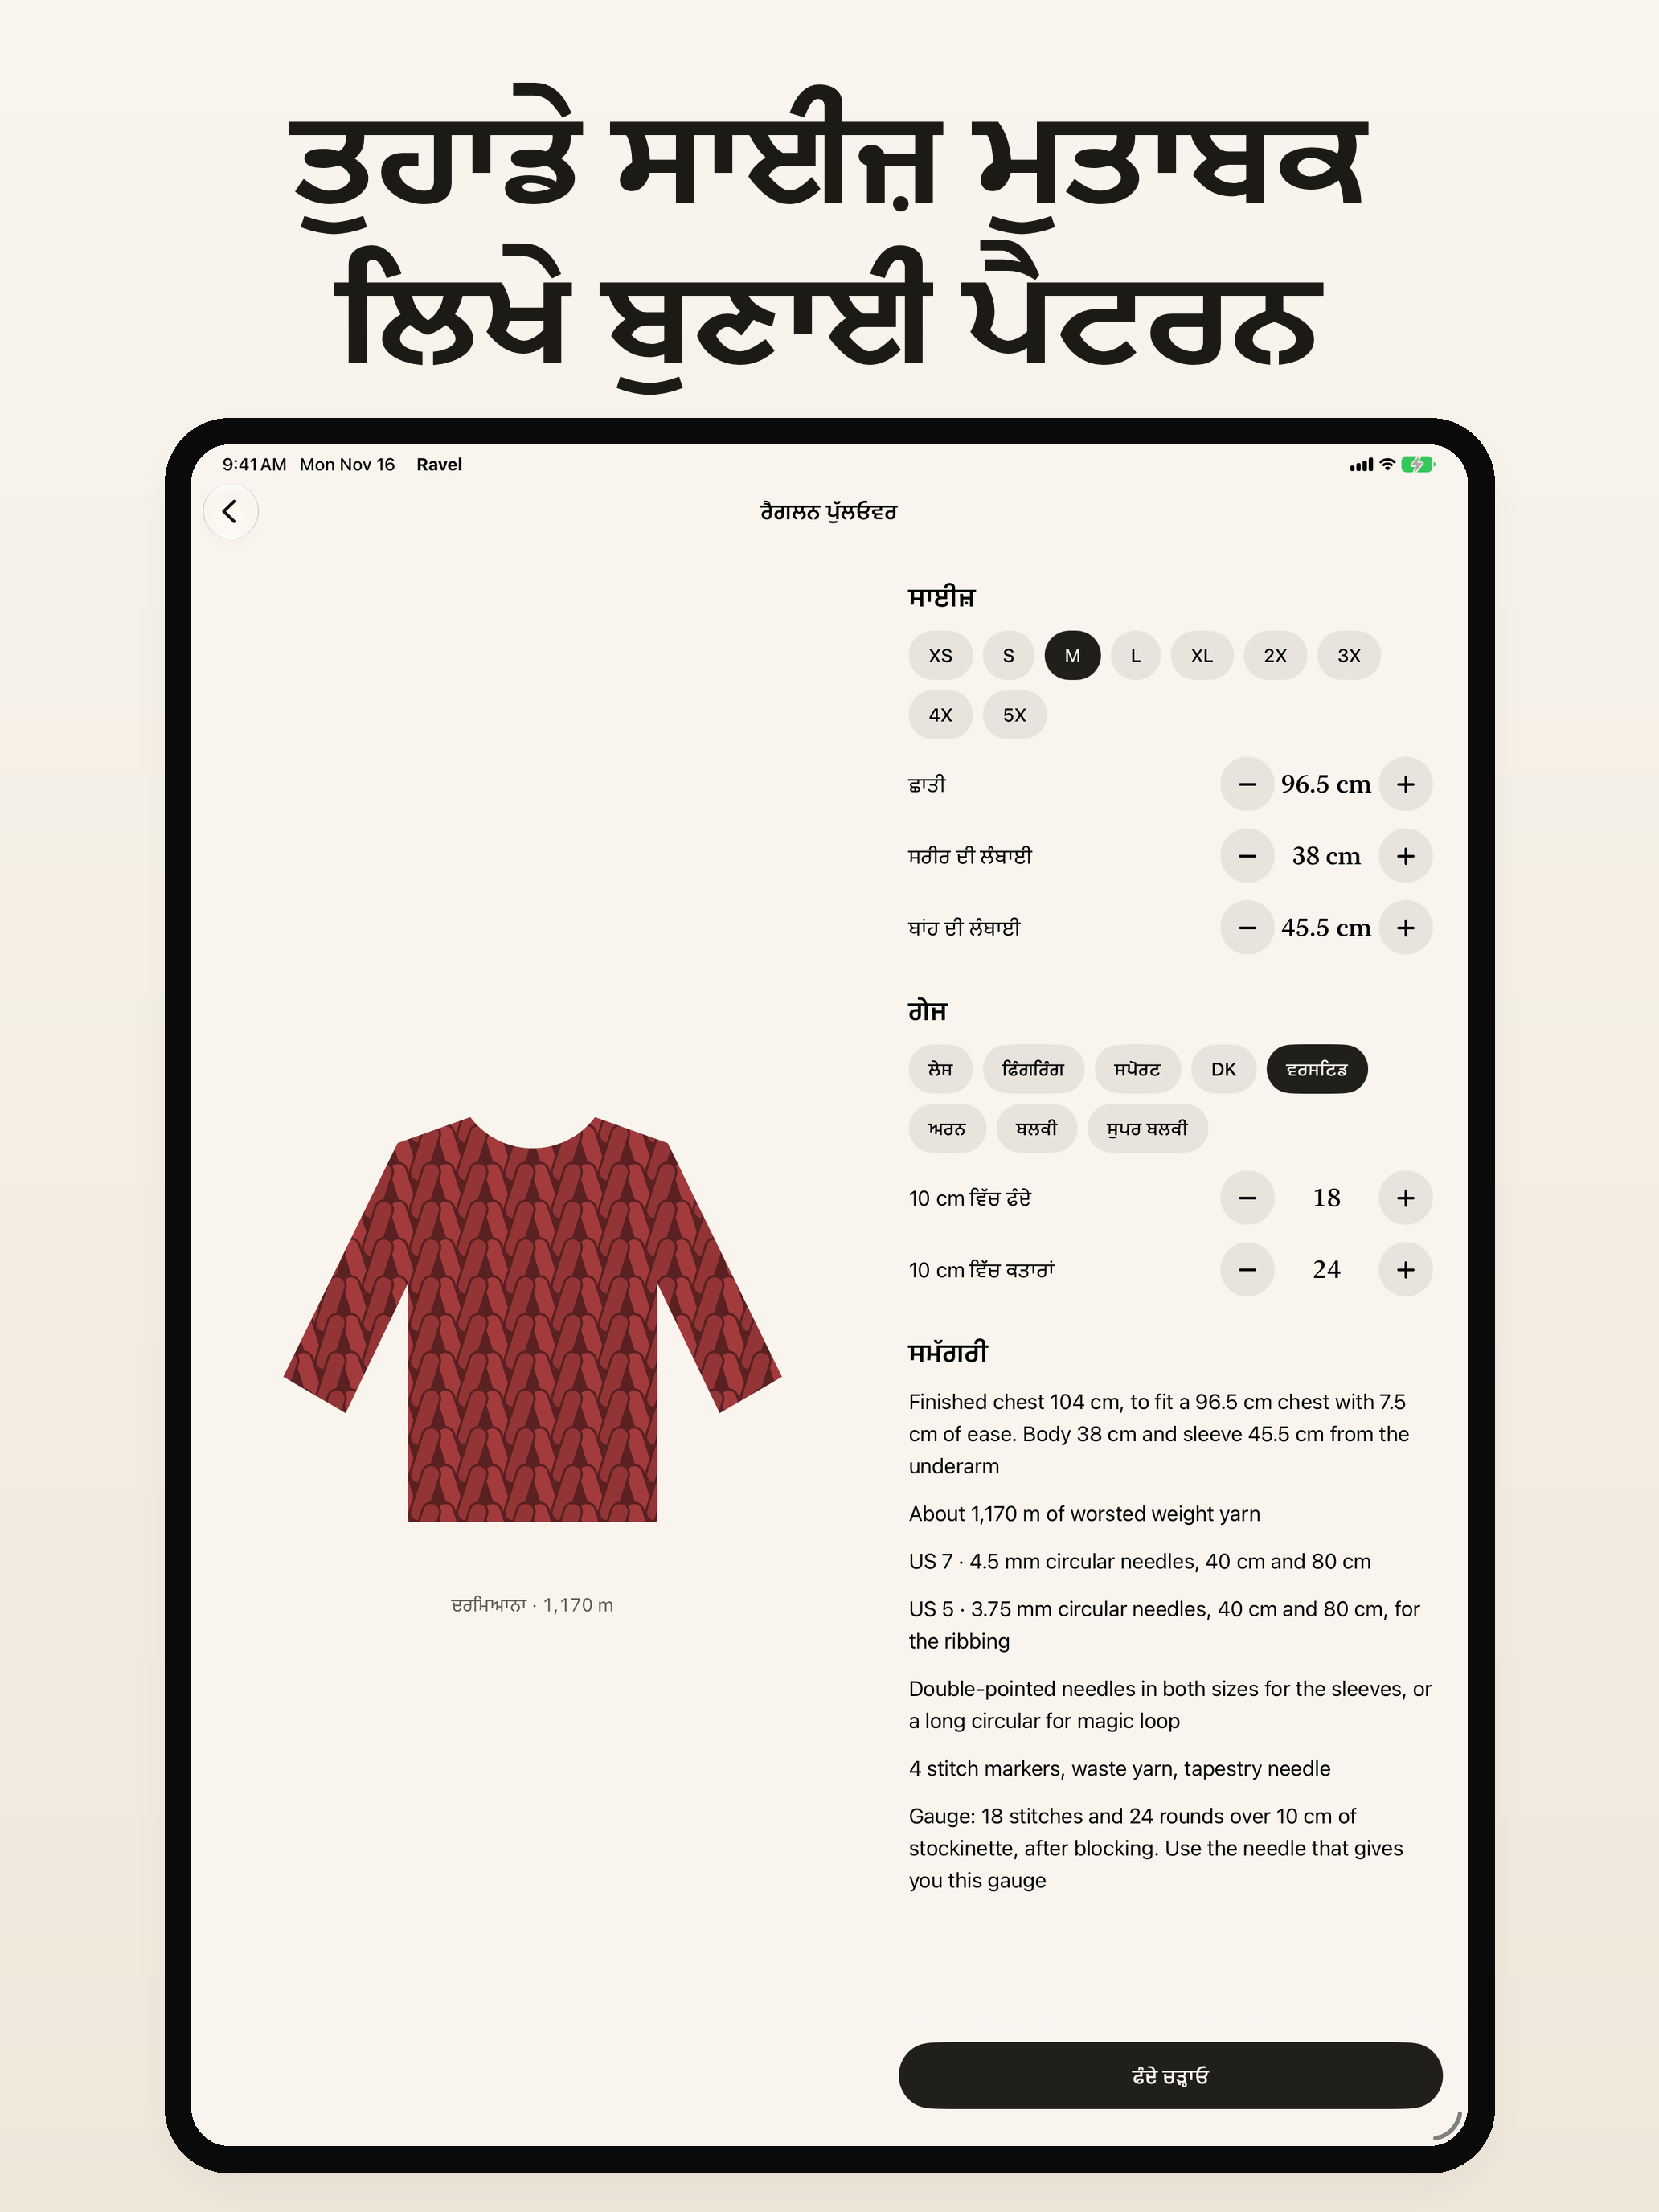 ਤੁਹਾਡੇ ਸਾਈਜ਼ ਮੁਤਾਬਕ
ਲਿਖੇ ਬੁਣਾਈ ਪੈਟਰਨ
9:41 AM Mon Nov 16 Ravel
ਰੈਗਲਨ ਪੁੱਲਓਵਰ
ਸਾਈਜ਼
XS S M L XL 2X 3X
4X 5X
ਛਾਤੀ 96.5 cm
ਸਰੀਰ ਦੀ ਲੰਬਾਈ 38 cm
ਬਾਂਹ ਦੀ ਲੰਬਾਈ 45.5 cm
ਗੇਜ
ਲੇਸ ਫਿੰਗਰਿੰਗ ਸਪੋਰਟ DK ਵਰਸਟਿਡ
ਅਰਨ ਬਲਕੀ ਸੁਪਰ ਬਲਕੀ
10 cm ਵਿੱਚ ਫੰਦੇ 18
10 cm ਵਿੱਚ ਕਤਾਰਾਂ 24
ਸਮੱਗਰੀ
Finished chest 104 cm, to fit a 96.5 cm chest with 7.5
cm of ease. Body 38 cm and sleeve 45.5 cm from the
underarm
About 1,170 m of worsted weight yarn
US 7 · 4.5 mm circular needles, 40 cm and 80 cm
US 5 · 3.75 mm circular needles, 40 cm and 80 cm, for
the ribbing
Double-pointed needles in both sizes for the sleeves, or
a long circular for magic loop
4 stitch markers, waste yarn, tapestry needle
Gauge: 18 stitches and 24 rounds over 10 cm of
stockinette, after blocking. Use the needle that gives
you this gauge
ਦਰਮਿਆਨਾ · 1,170 m
ਫੰਦੇ ਚੜ੍ਹਾਓ